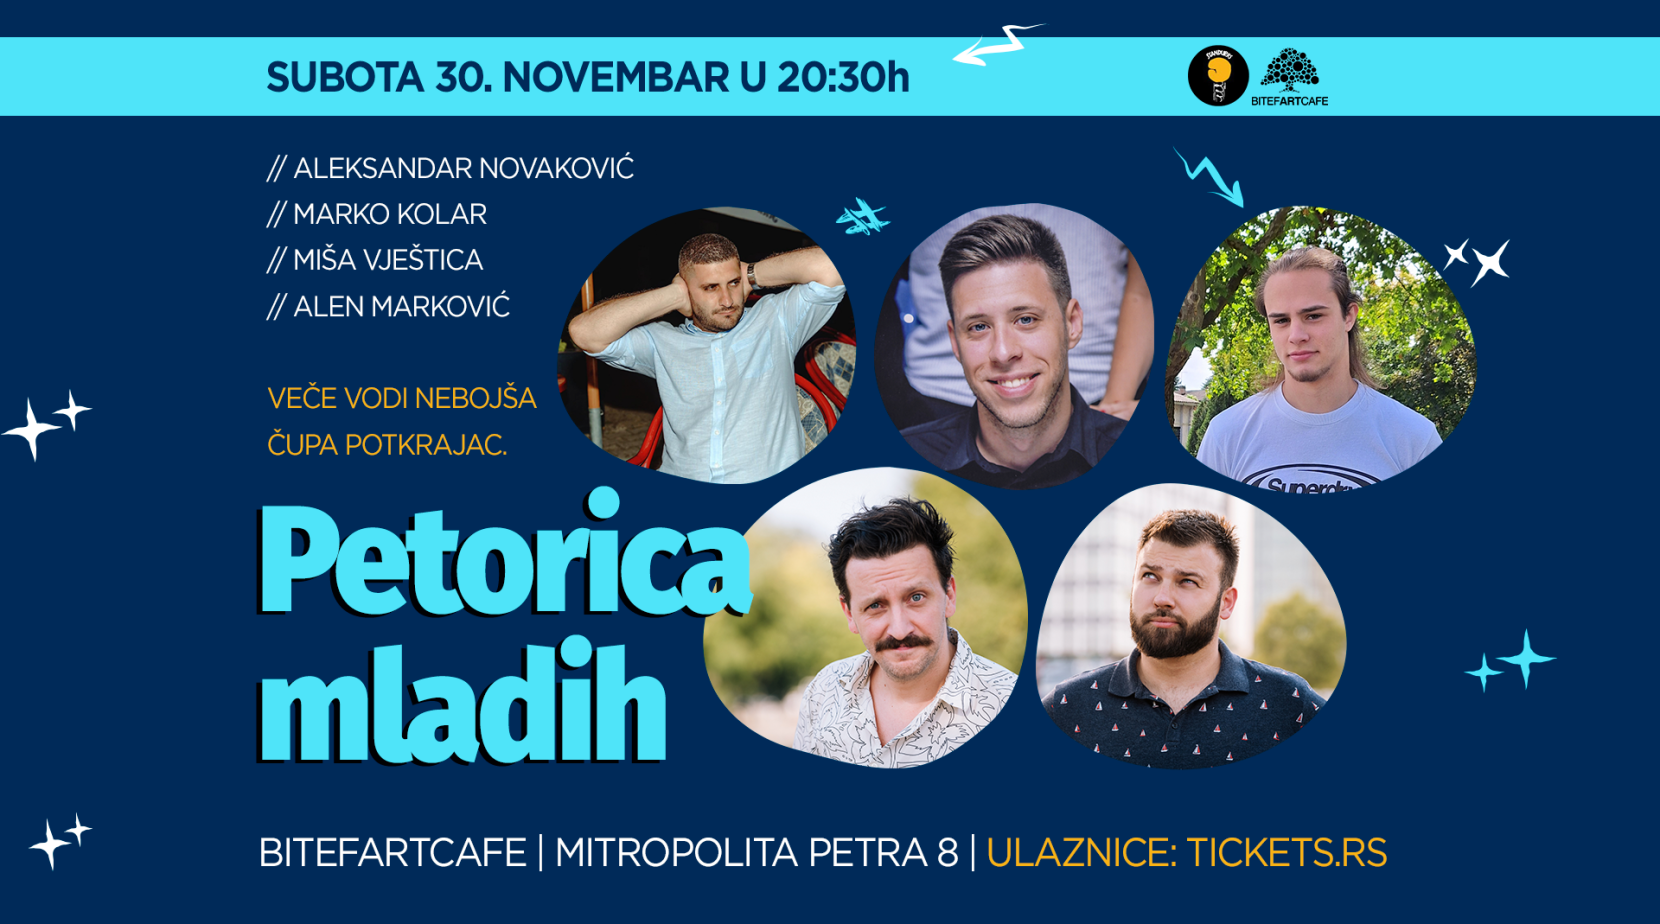 SUBOTA 30. NOVEMBAR U 20:30h
BITEFARTCAFE
// ALEKSANDAR NOVAKOVIĆ
// MARKO KOLAR
// MIŠA VJEŠTICA
// ALEN MARKOVIĆ
VEČE VODI NEBOJŠA
ČUPA POTKRAJAC.
Petorica
mladih
BITEFARTCAFE | MITROPOLITA PETRA 8 | ULAZNICE: TICKETS.RS